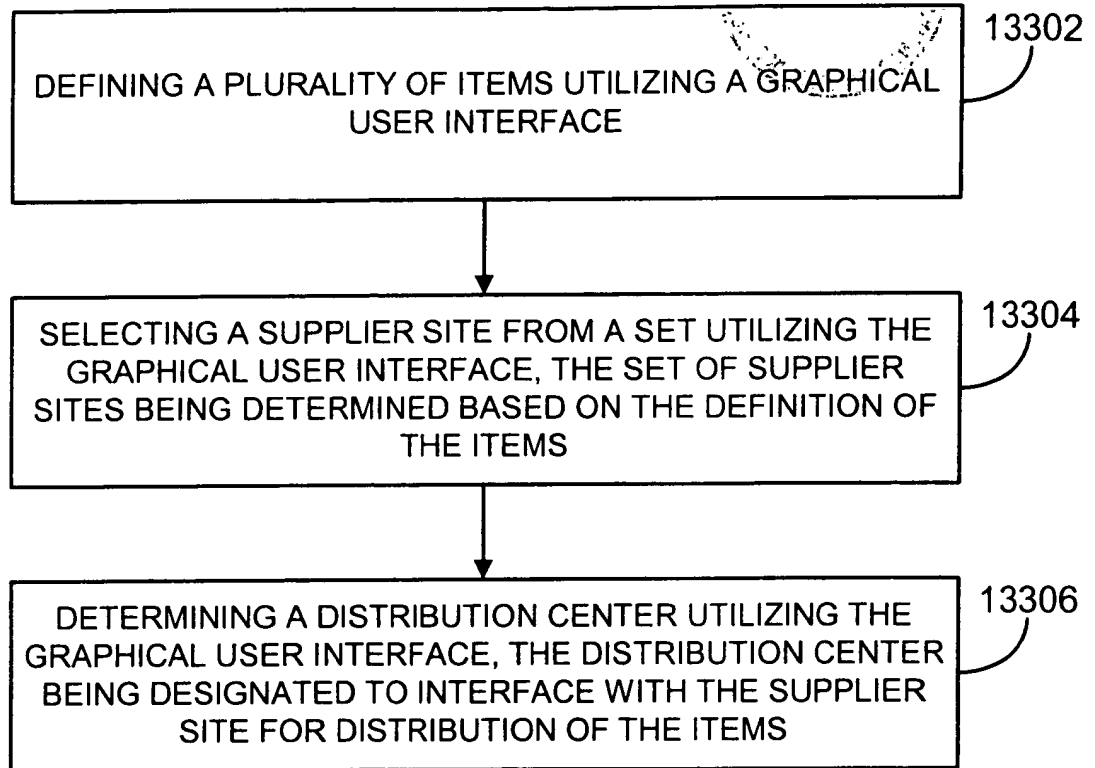 13302
DEFINING A PLURALITY OF ITEMS UTILIZING A GRAPHICAL
USER INTERFACE
13304
SELECTING A SUPPLIER SITE FROM A SET UTILIZING THE
GRAPHICAL USER INTERFACE, THE SET OF SUPPLIER
SITES BEING DETERMINED BASED ON THE DEFINITION OF
THE ITEMS
13306
DETERMINING A DISTRIBUTION CENTER UTILIZING THE
GRAPHICAL USER INTERFACE, THE DISTRIBUTION CENTER
BEING DESIGNATED TO INTERFACE WITH THE SUPPLIER
SITE FOR DISTRIBUTION OF THE ITEMS